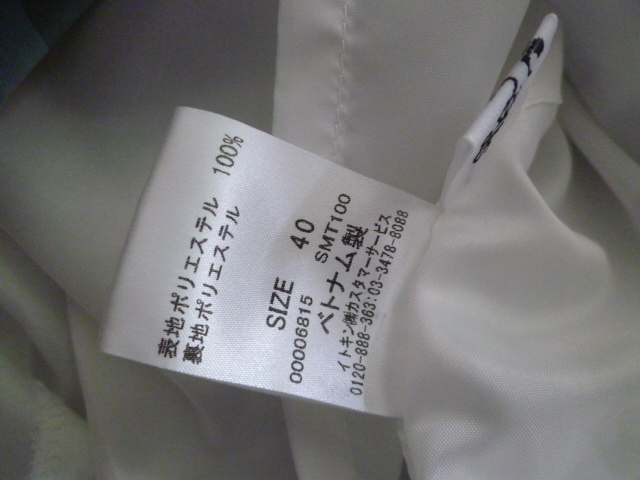 表地ポリエステル 100%
裏地ポリエステル
SIZE 40
00006815 SMT100
ベトナム製
イトキン㈱カスタマーサービス
0120-888-363:03-3478-8088